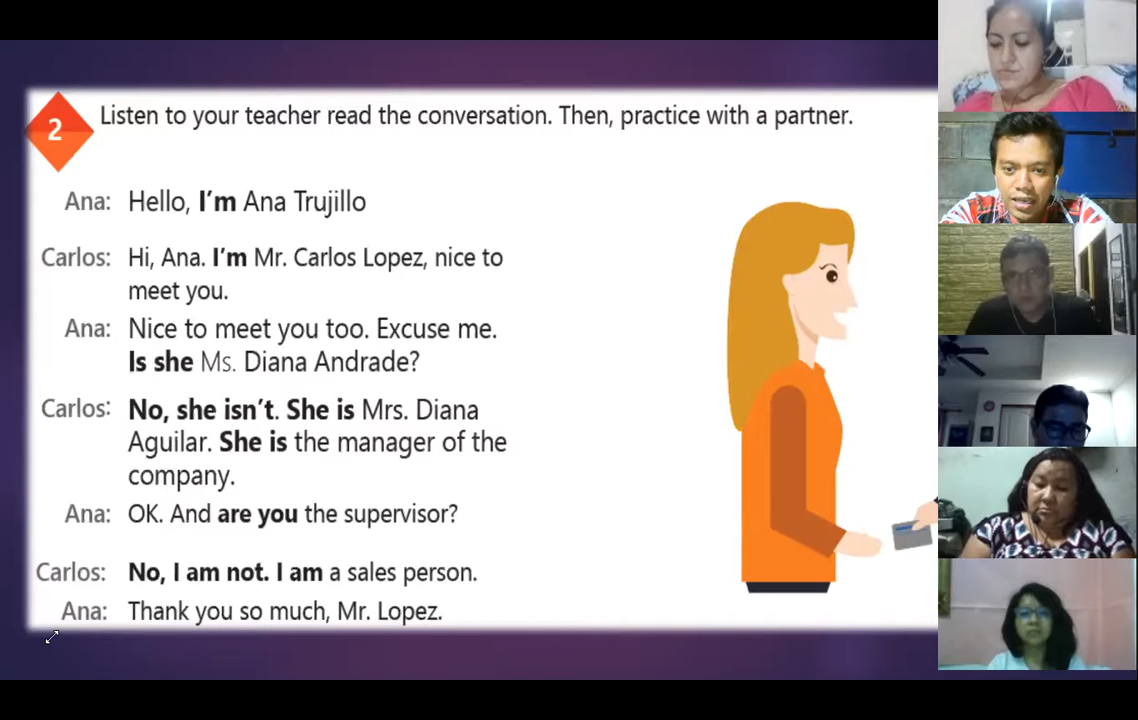 2
Listen to your teacher read the conversation. Then, practice with a partner.
Ana: Hello, I'm Ana Trujillo
Carlos: Hi, Ana. I'm Mr. Carlos Lopez, nice to
meet you.
Ana: Nice to meet you too. Excuse me.
Is she Ms. Diana Andrade?
Carlos: No, she isn't. She is Mrs. Diana
Aguilar. She is the manager of the
company.
Ana: OK. And are you the supervisor?
Carlos: No, I am not. I am a sales person.
Ana: Thank you so much, Mr. Lopez.